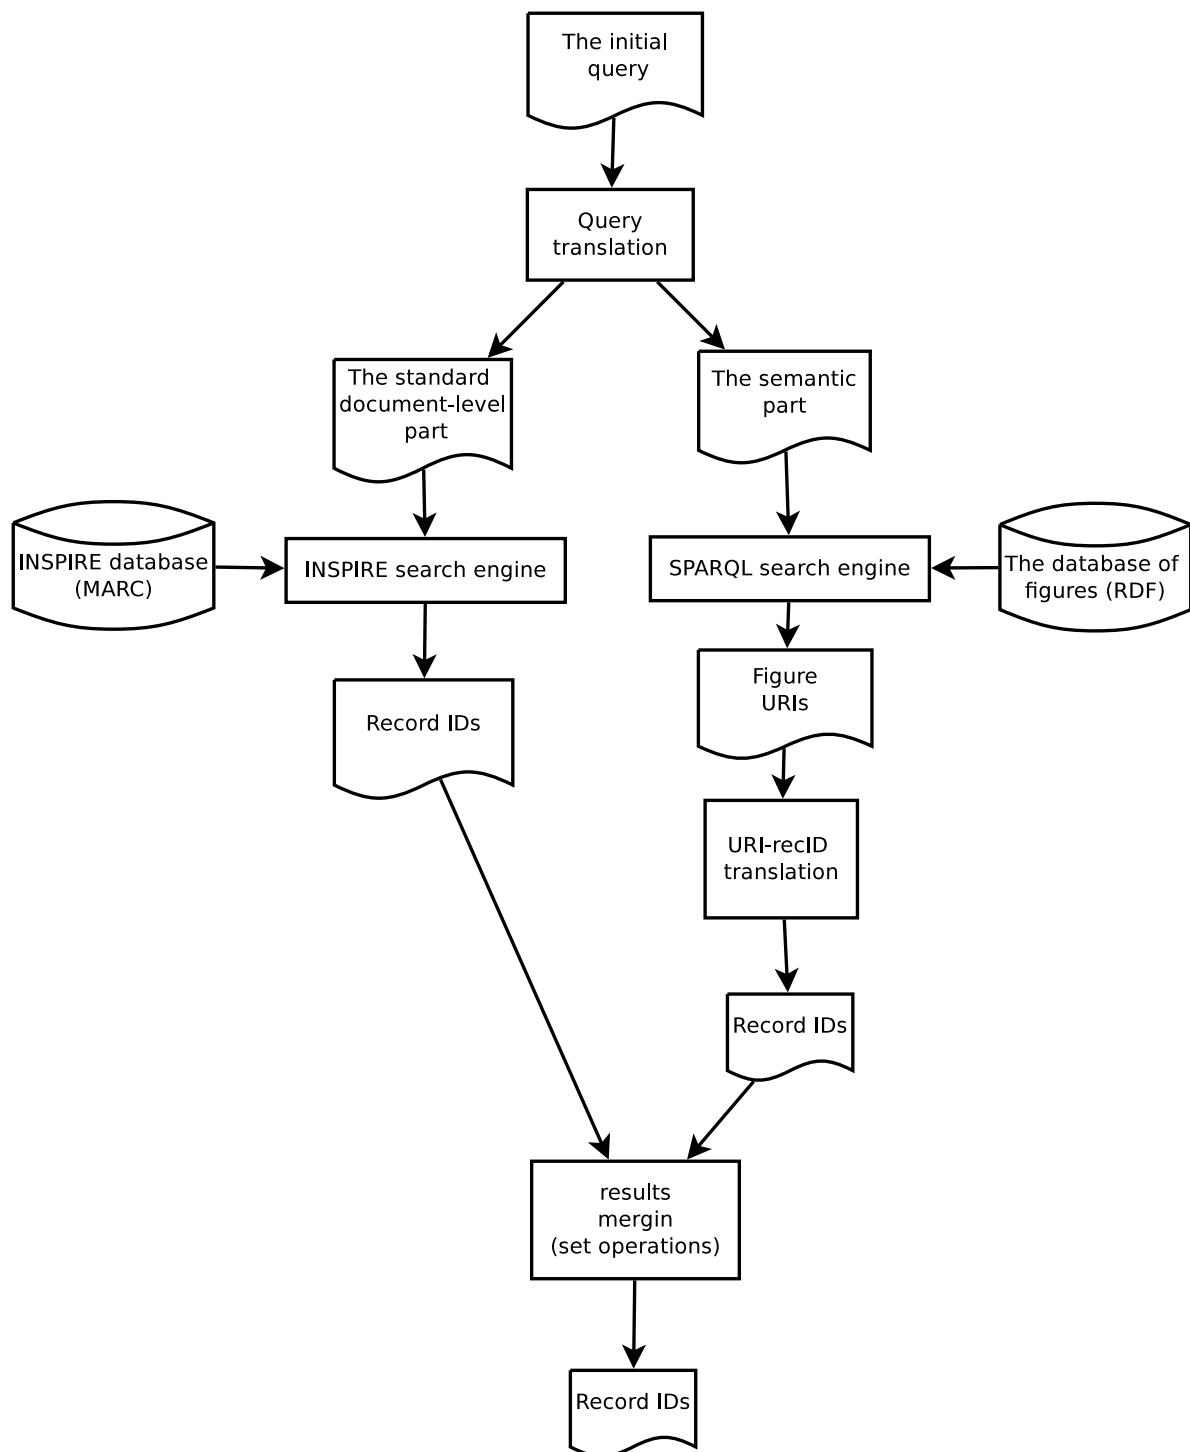 The initial
query
Query
translation
The standard
document-level
part
The semantic
part
INSPIRE database
(MARC)
INSPIRE search engine
SPARQL search engine
The database of
figures (RDF)
Record IDs
Figure
URIs
URI-recID
translation
Record IDs
results
mergin
(set operations)
Record IDs